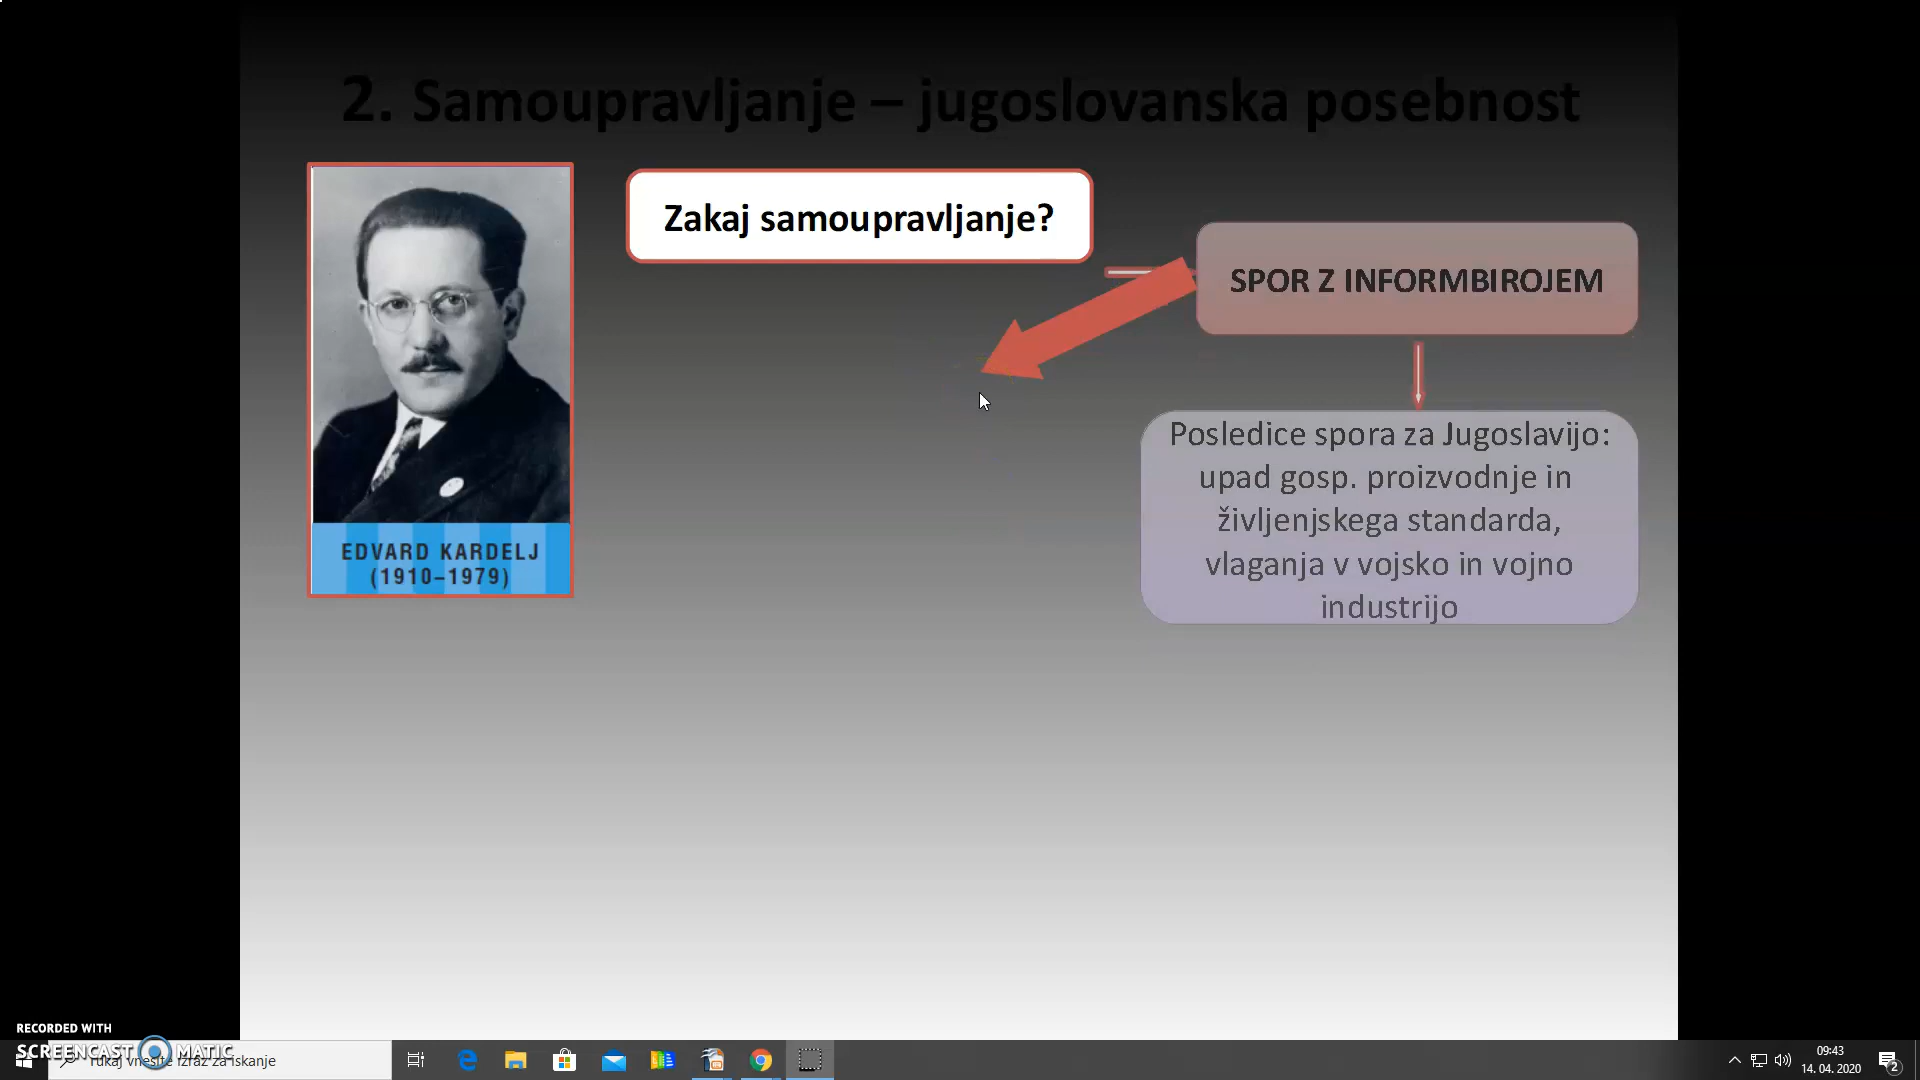 2. Samoupravljanje – jugoslovanska posebnost
Zakaj samoupravljanje?
SPOR Z INFORMBIROJEM
Posledice spora za Jugoslavijo:
upad gosp. proizvodnje in
življenjskega standarda,
vlaganja v vojsko in vojno
industrijo
EDVARD KARDELJ
(1910–1979)
RECORDED WITH
SCREENCAST MATIC
Tukaj vnesite izraz za iskanje
09:43
14. 04. 2020
2